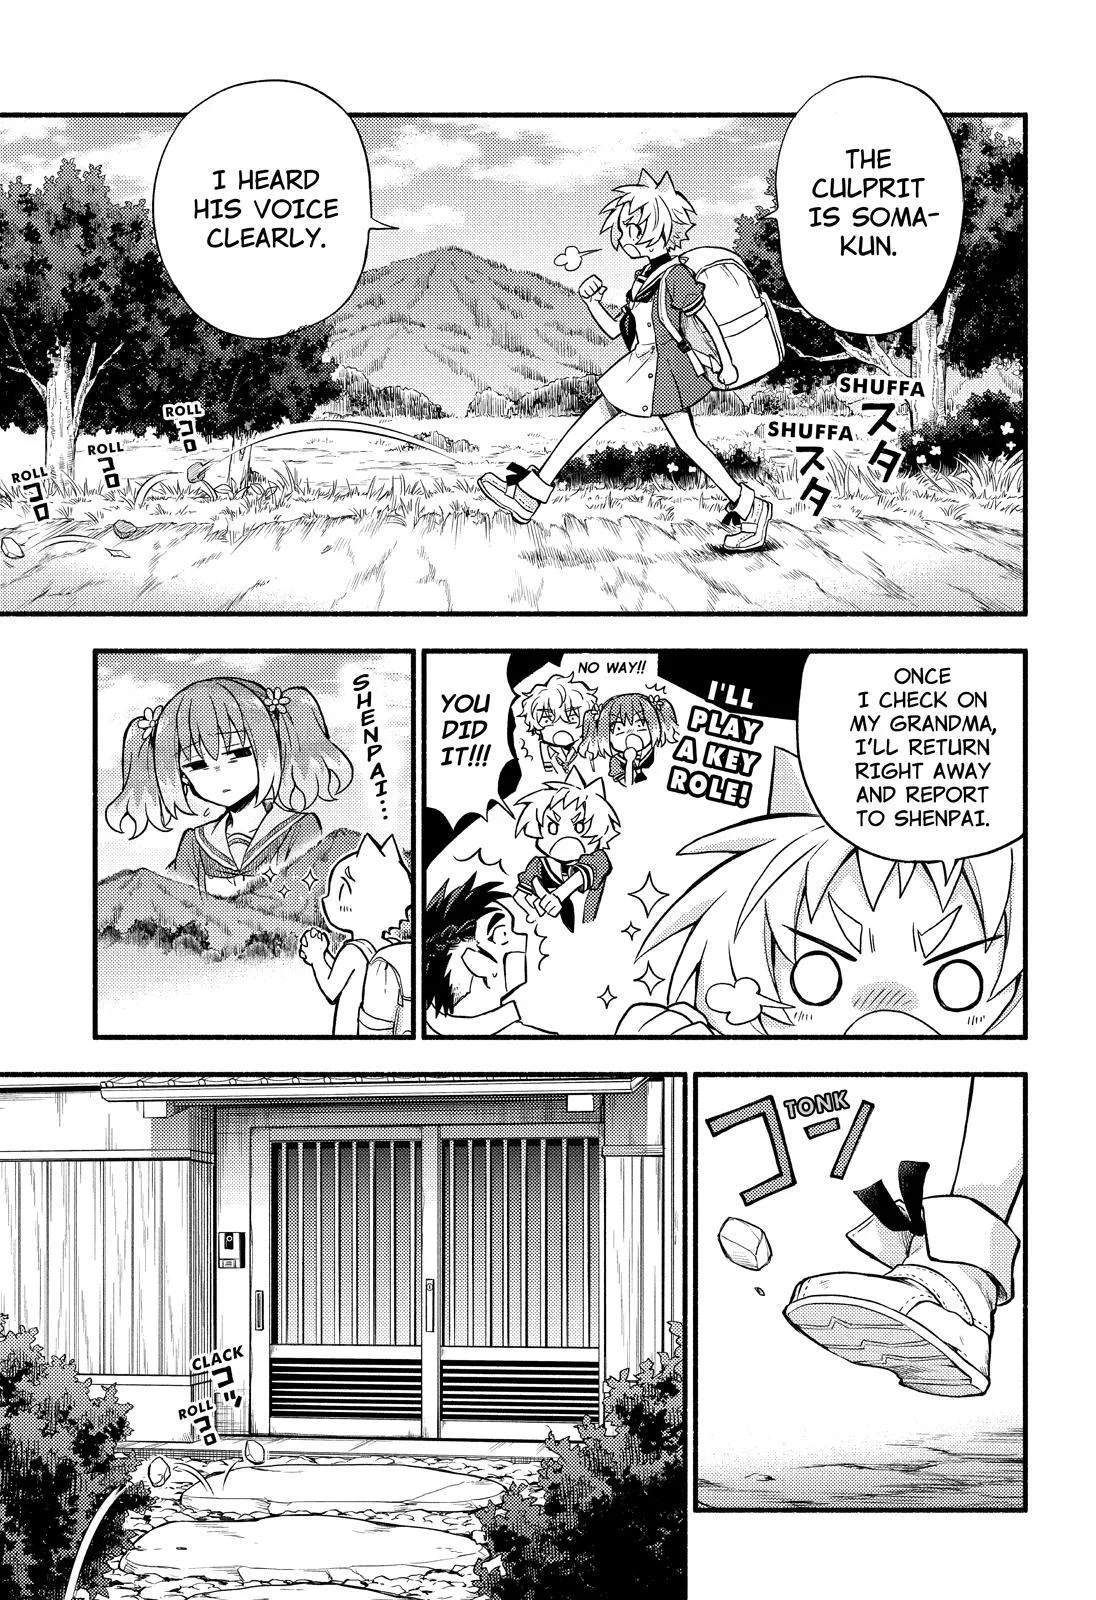 THE
CULPRIT
IS SOMA-
KUN.
I HEARD
HIS VOICE
CLEARLY.
SHUFFA
スタ
SHUFFA
スタ
ROLL
コロ
ROLL
コロ
ROLL
コロ
ONCE
I CHECK ON
MY GRANDMA,
I'LL RETURN
RIGHT AWAY
AND REPORT
TO SHENPAI.
I'LL
PLAY
A KEY
ROLE!
NO WAY!!
YOU
DID
IT!!!
SHENPAI...
TONK
コン
CLACK
コッ
ROLL
コロ